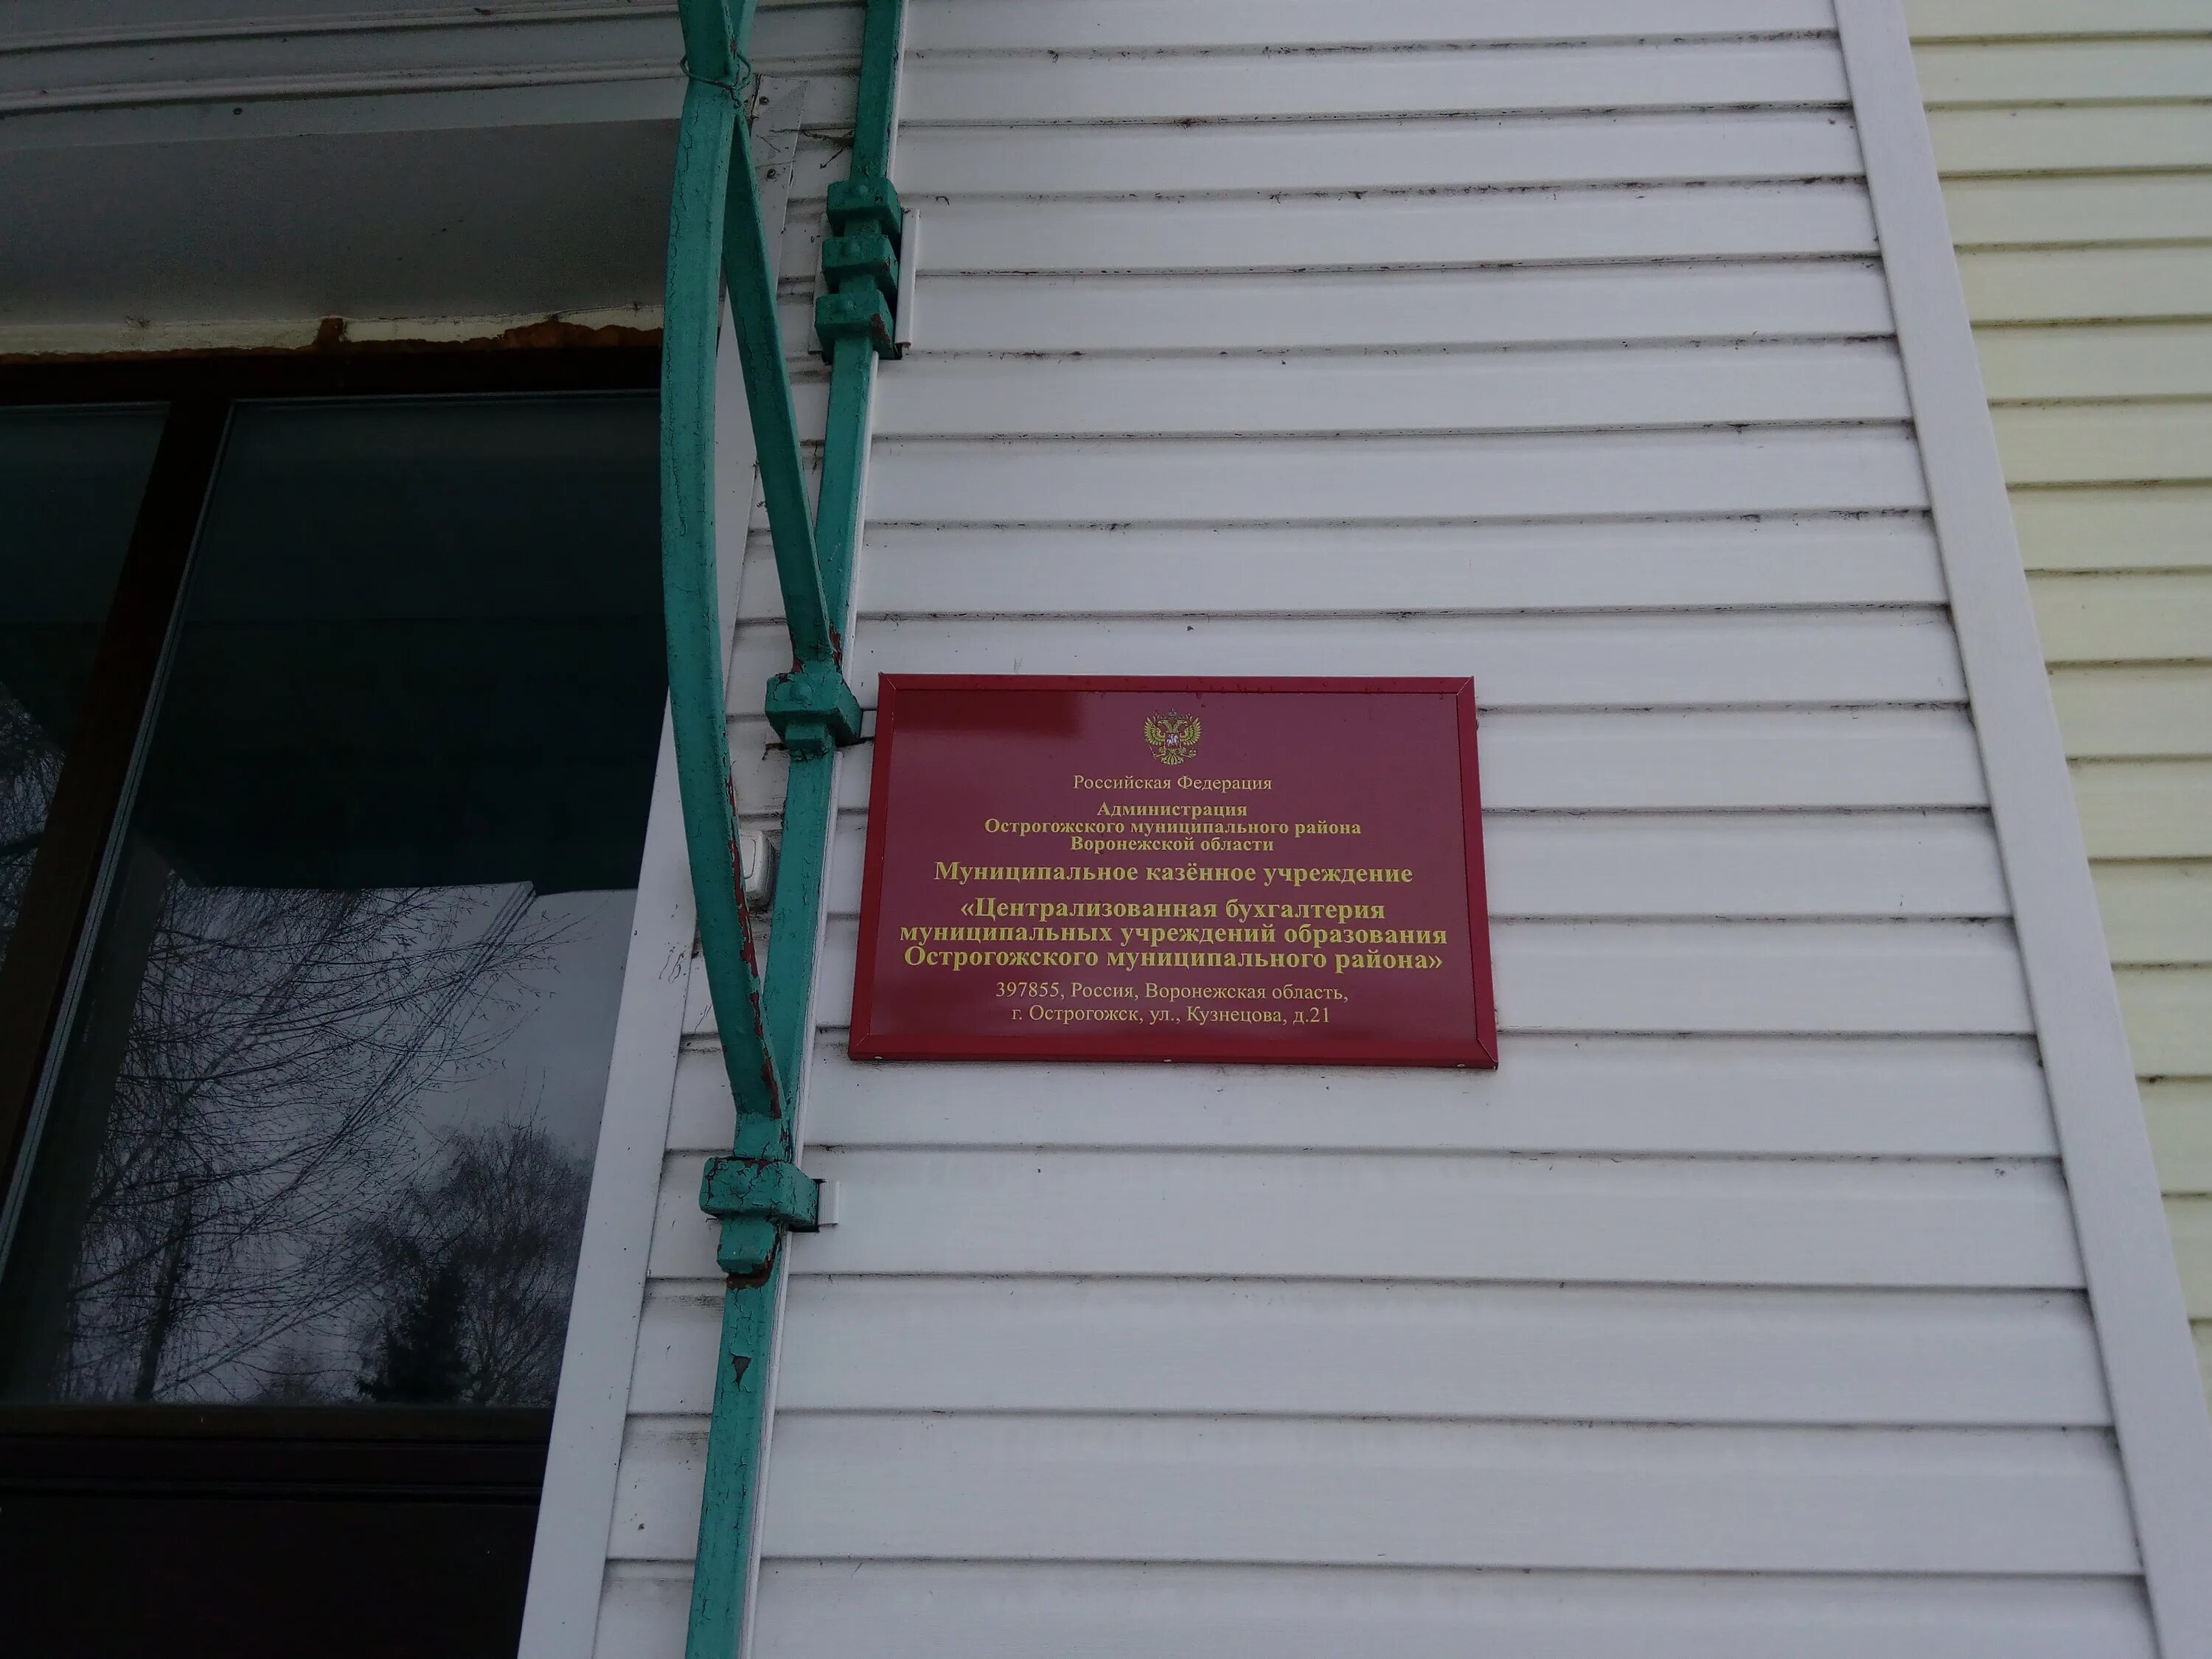 Российская Федерация
Администрация
Острогожского муниципального района
Воронежской области
Муниципальное казённое учреждение
«Централизованная бухгалтерия
муниципальных учреждений образования
Острогожского муниципального района»
397855, Россия, Воронежская область,
г. Острогожск, ул., Кузнецова, д.21